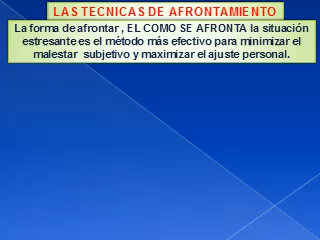 LAS TECNICAS DE AFRONTAMIENTO
La forma de afrontar , EL COMO SE AFRONTA la situación
estresante es el método más efectivo para minimizar el
malestar subjetivo y maximizar el ajuste personal.